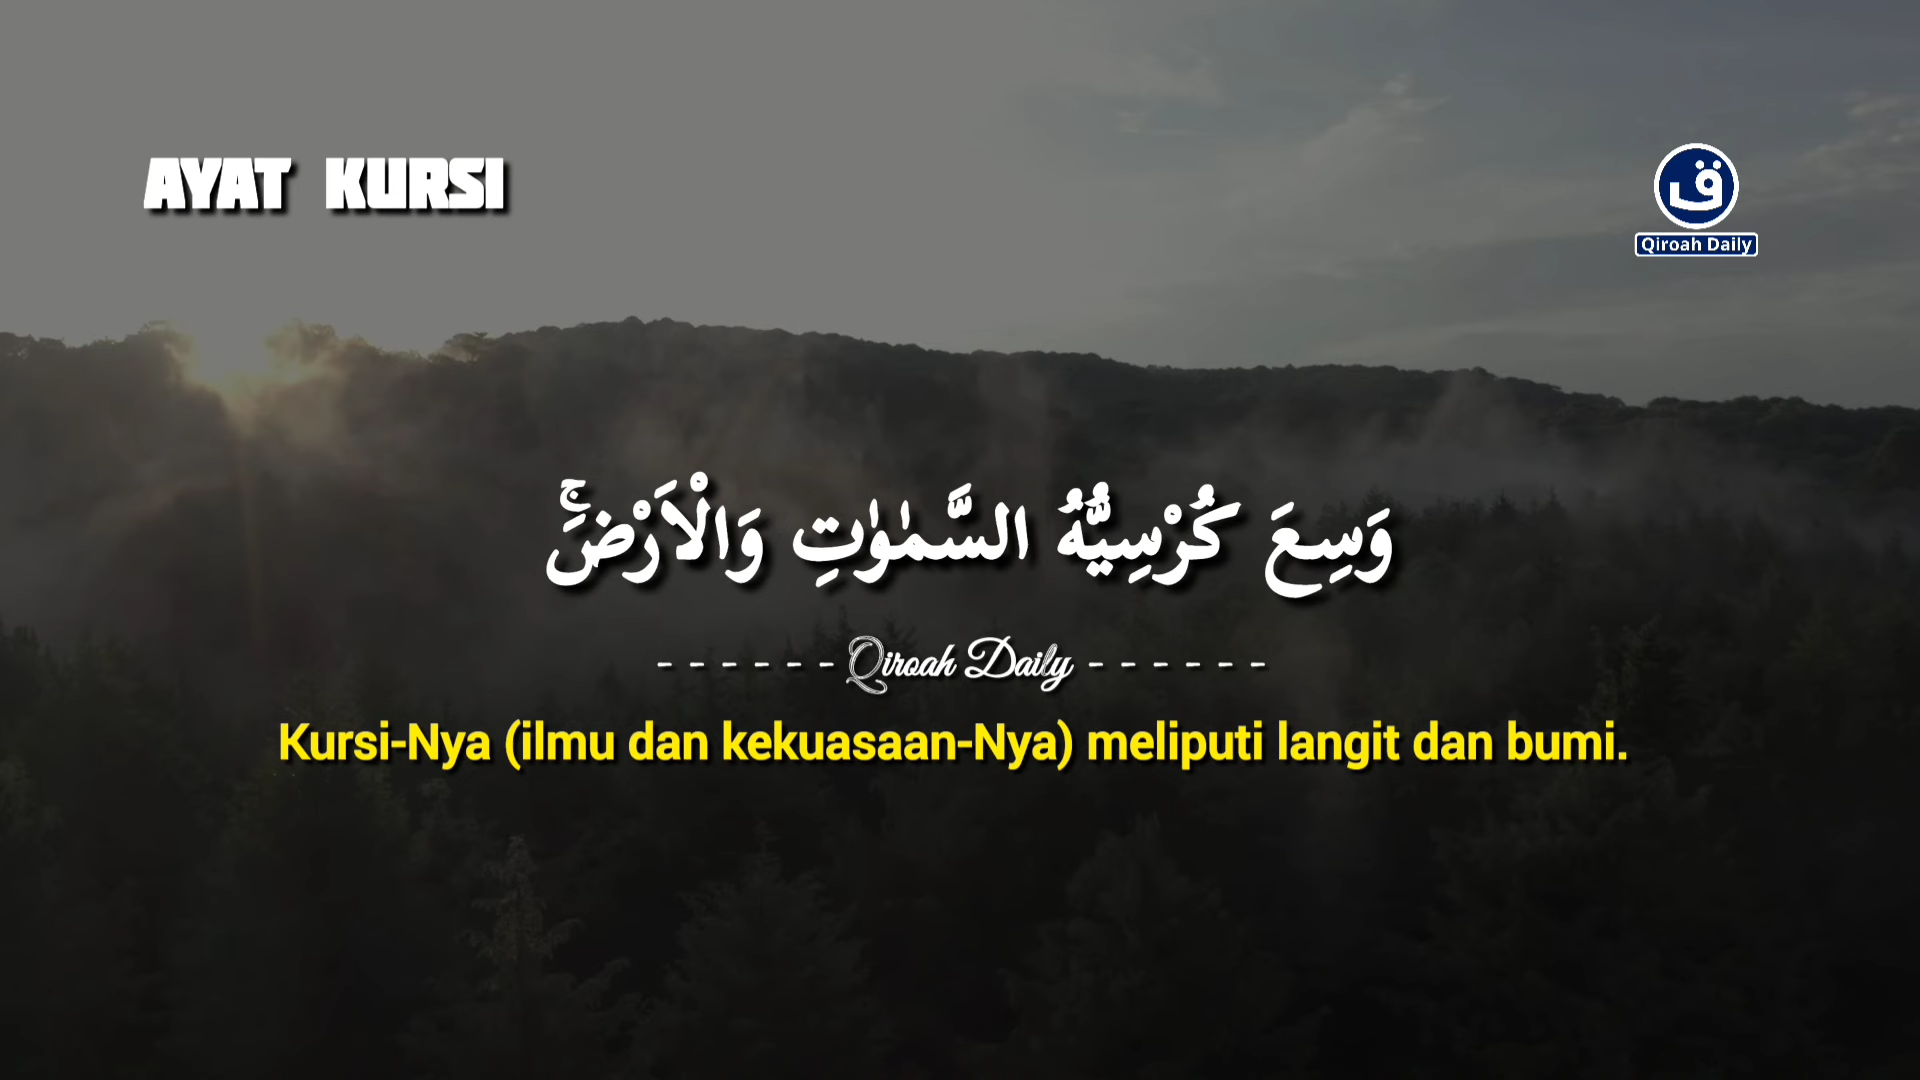 AYAT KURSI
ق
Qiroah Daily
وَسِعَ كُرْسِيُّهُ السَّمٰوٰتِ وَالْاَرْضَۚ
- - - - - - Qiroah Daily - - - - - -
Kursi-Nya (ilmu dan kekuasaan-Nya) meliputi langit dan bumi.